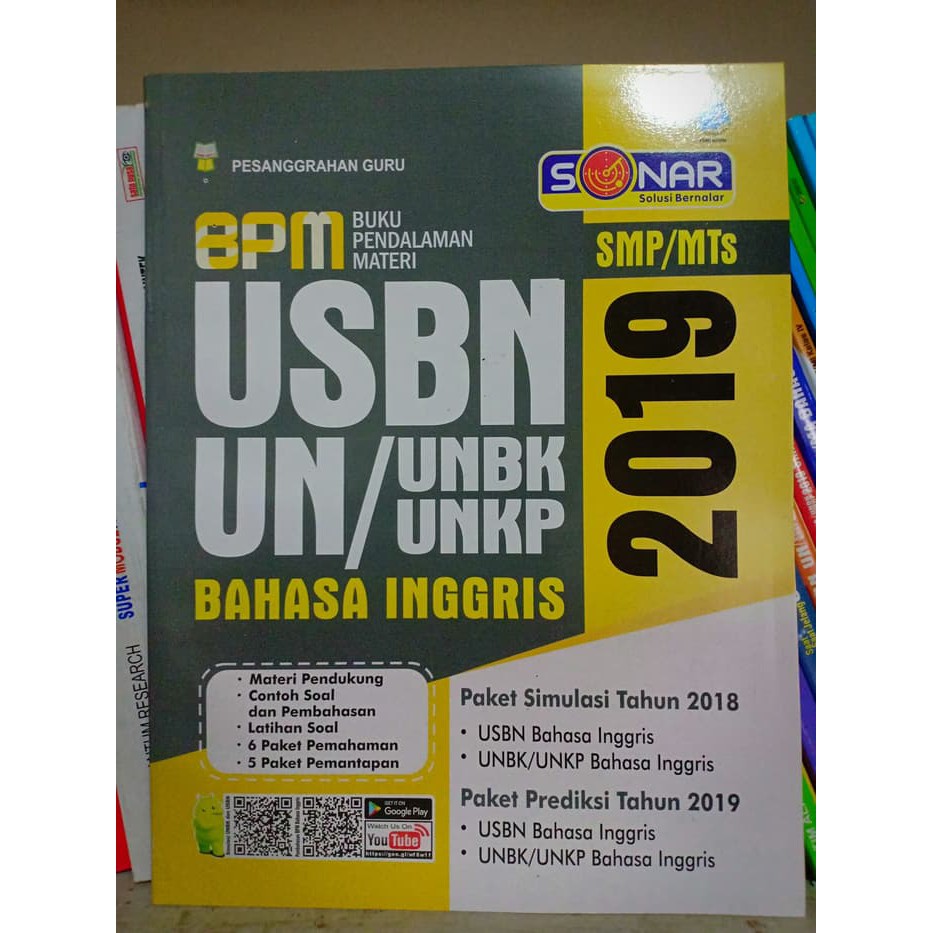 PESANGGRAHAN GURU
SONAR
Solusi Bernalar
BPM
BUKU
PENDALAMAN
MATERI
SMP/MTs
USBN
UN/UNBK
UNKP
2019
BAHASA INGGRIS
· Materi Pendukung
· Contoh Soal
dan Pembahasan
· Latihan Soal
· 6 Paket Pemahaman
· 5 Paket Pemantapan
Paket Simulasi Tahun 2018
• USBN Bahasa Inggris
• UNBK/UNKP Bahasa Inggris
Paket Prediksi Tahun 2019
• USBN Bahasa Inggris
• UNBK/UNKP Bahasa Inggris
GET IT ON
Google Play
Watch Us On
YouTube
SUPER
RESEARCH